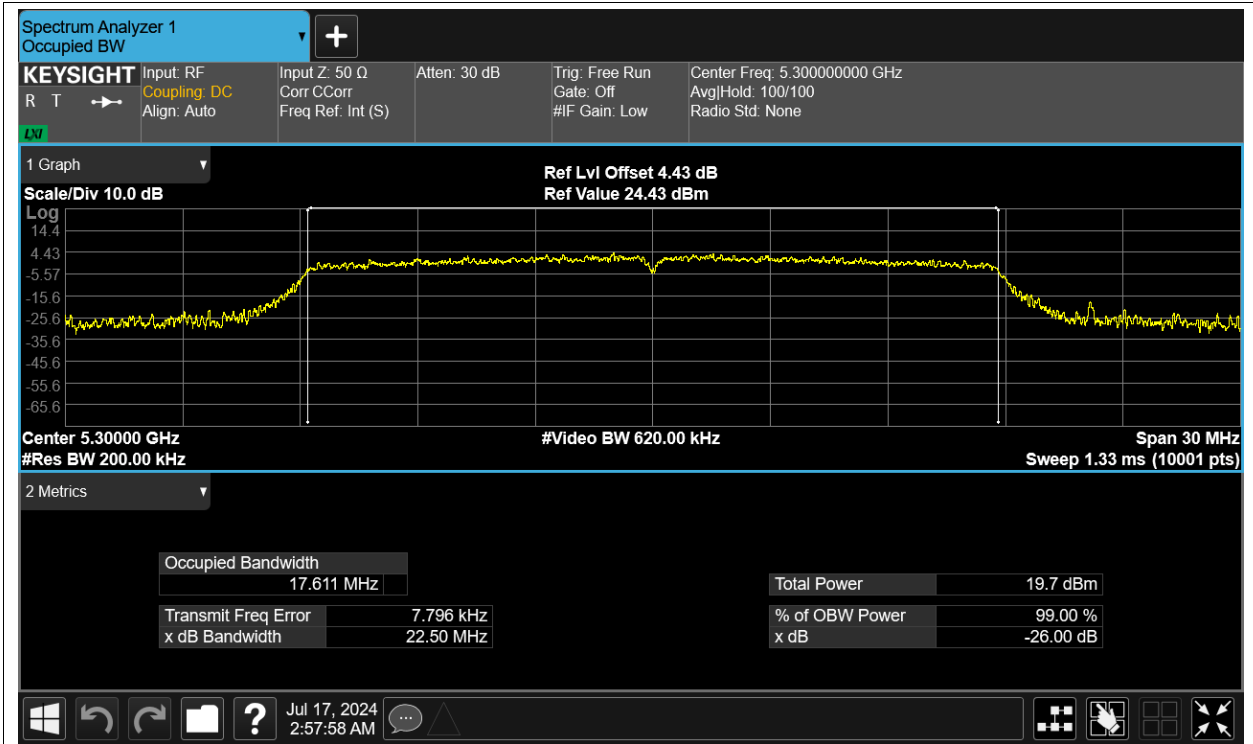 Spectrum Analyzer 1
Occupied BW
KEYSIGHT
R T
LXI
Input: RF
Coupling: DC
Align: Auto
Input Z: 50 Ω
Corr CCorr
Freq Ref: Int (S)
Atten: 30 dB
Trig: Free Run
Gate: Off
#IF Gain: Low
Center Freq: 5.300000000 GHz
Avg|Hold: 100/100
Radio Std: None
1 Graph
Scale/Div 10.0 dB
Ref Lvl Offset 4.43 dB
Ref Value 24.43 dBm
Log
14.4
4.43
-5.57
-15.6
-25.6
-35.6
-45.6
-55.6
-65.6
Center 5.30000 GHz
#Video BW 620.00 kHz
Span 30 MHz
#Res BW 200.00 kHz
Sweep 1.33 ms (10001 pts)
2 Metrics
Occupied Bandwidth
17.611 MHz
Total Power 19.7 dBm
Transmit Freq Error 7.796 kHz
% of OBW Power 99.00 %
x dB Bandwidth 22.50 MHz
x dB -26.00 dB
?
Jul 17, 2024
2:57:58 AM